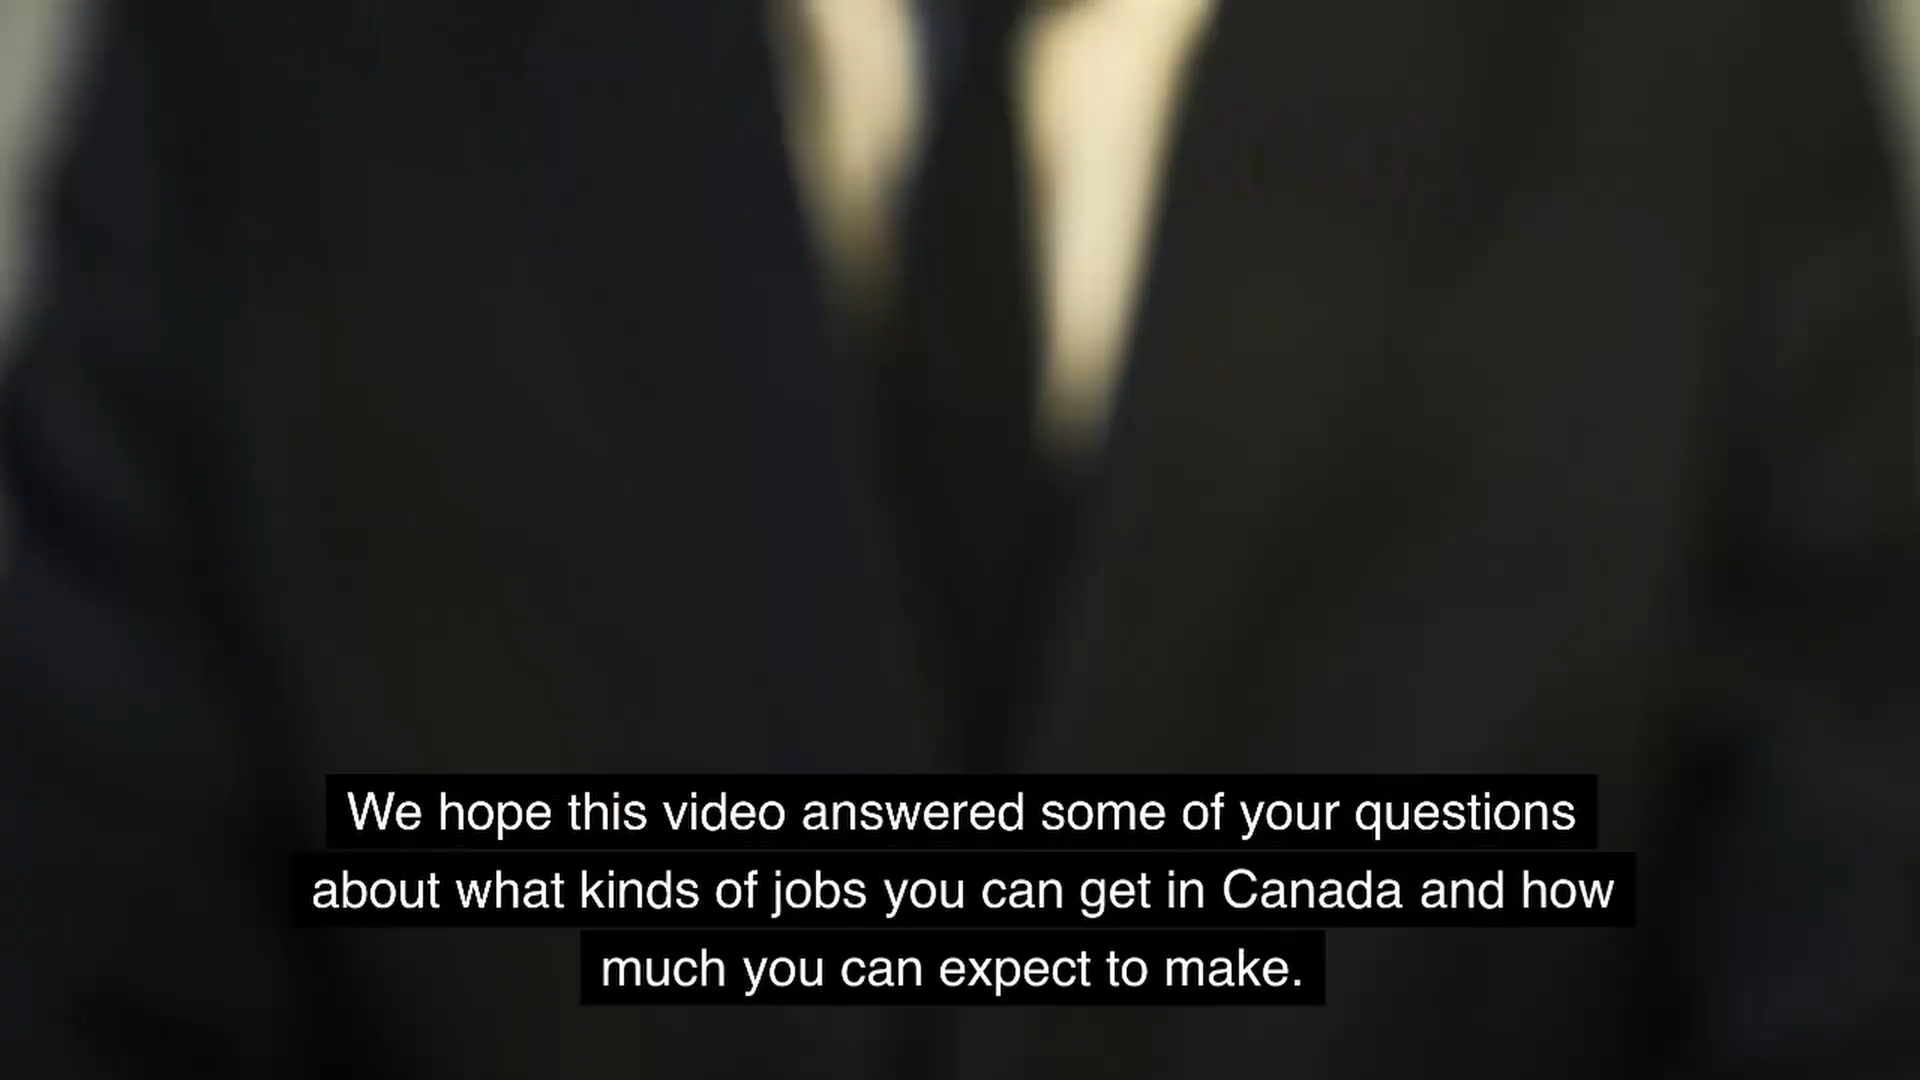 We hope this video answered some of your questions
about what kinds of jobs you can get in Canada and how
much you can expect to make.